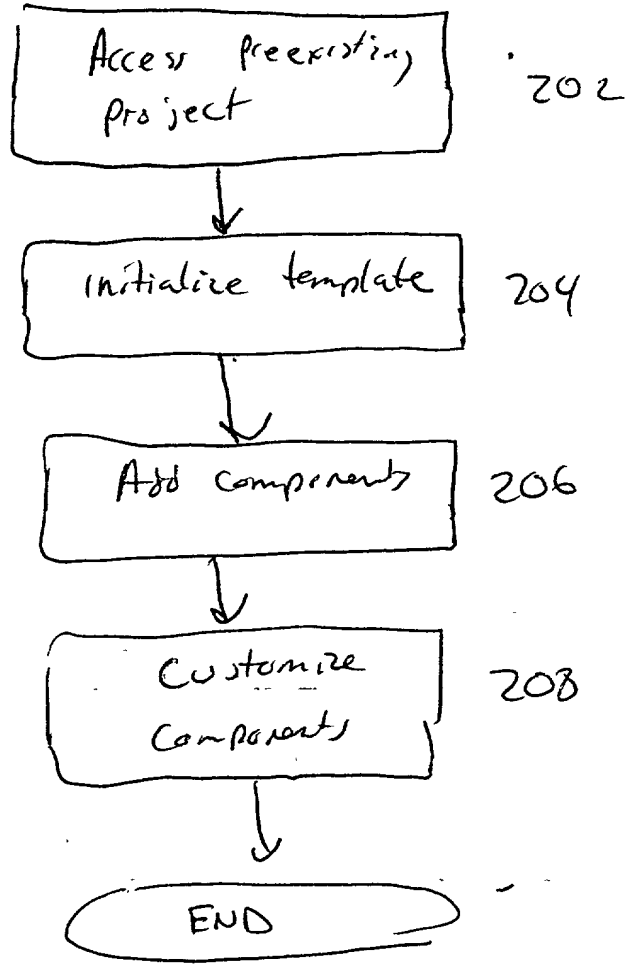 Access preexisting
project
202
initialize template
204
Add components
206
Customize
components
208
END